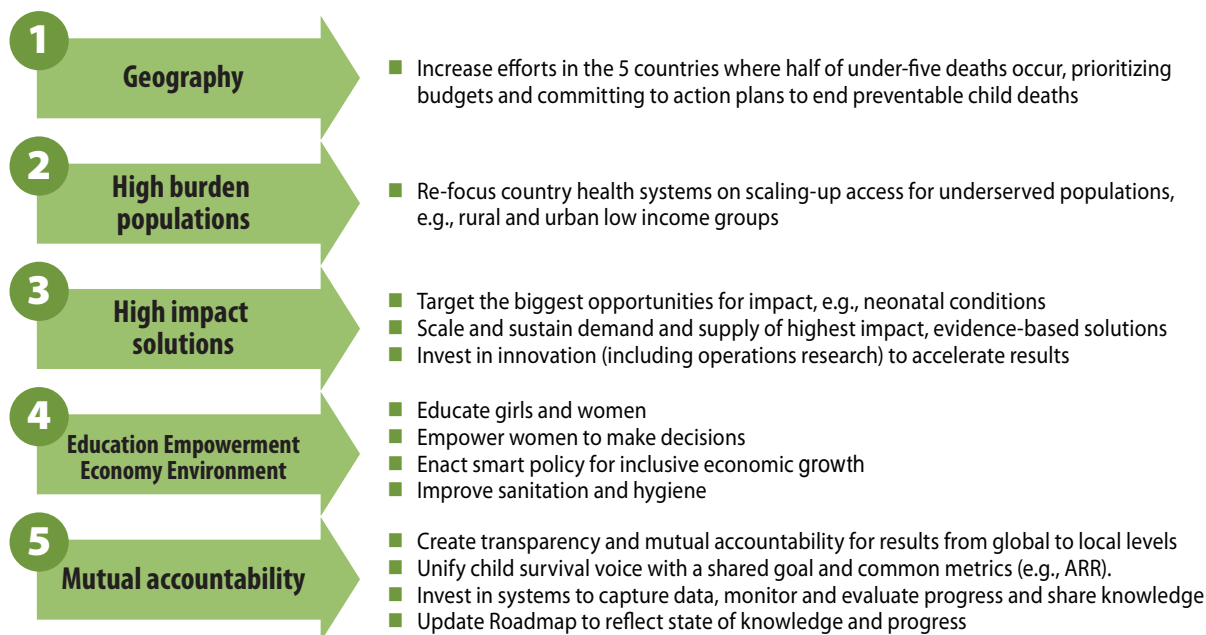 1
Geography
■ Increase efforts in the 5 countries where half of under-five deaths occur, prioritizing
budgets and committing to action plans to end preventable child deaths
2
High burden
populations
■ Re-focus country health systems on scaling-up access for underserved populations,
e.g., rural and urban low income groups
3
High impact
solutions
■ Target the biggest opportunities for impact, e.g., neonatal conditions
■ Scale and sustain demand and supply of highest impact, evidence-based solutions
■ Invest in innovation (including operations research) to accelerate results
4
Education Empowerment
Economy Environment
■ Educate girls and women
■ Empower women to make decisions
■ Enact smart policy for inclusive economic growth
■ Improve sanitation and hygiene
5
Mutual accountability
■ Create transparency and mutual accountability for results from global to local levels
■ Unify child survival voice with a shared goal and common metrics (e.g., ARR).
■ Invest in systems to capture data, monitor and evaluate progress and share knowledge
■ Update Roadmap to reflect state of knowledge and progress